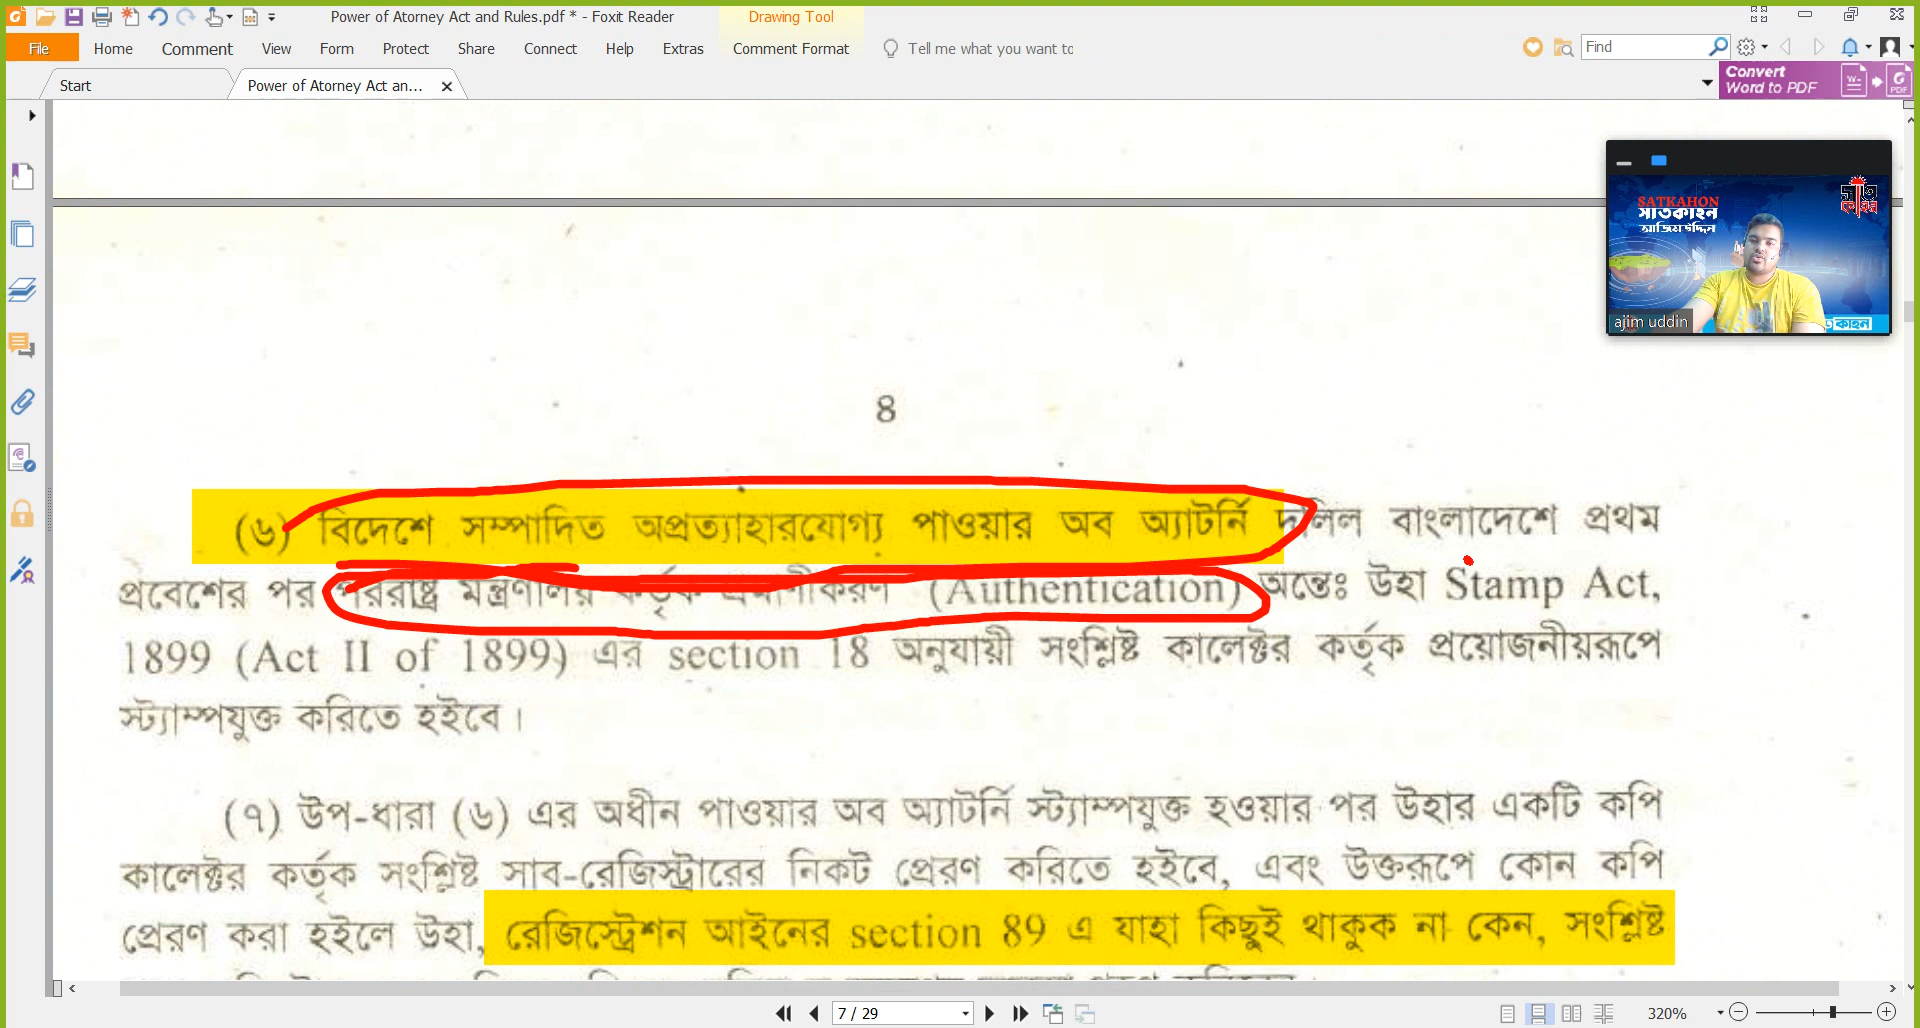 Power of Atorney Act and Rules.pdf * - Foxit Reader
Drawing Tool
File Home Comment View Form Protect Share Connect Help Extras Comment Format Tell me what you want to
Find
Start
Power of Atorney Act an...
Convert
Word to PDF
SATKAHON
সাতকাহন
আজিম উদ্দিন
ajim uddin
৪
(৬) বিদেশে সম্পাদিত অপ্রত্যাহারযোগ্য পাওয়ার অব অ্যাটর্নি দলিল বাংলাদেশে প্রথম
প্রবেশের পর পররাষ্ট্র মন্ত্রণালয় কর্তৃক প্রমাণীকরণ (Authentication) অন্তেঃ উহা Stamp Act,
1899 (Act II of 1899) এর section 18 অনুযায়ী সংশ্লিষ্ট কালেক্টর কর্তৃক প্রয়োজনীয়রূপে
স্ট্যাম্পযুক্ত করিতে হইবে।
(৭) উপ-ধারা (৬) এর অধীন পাওয়ার অব অ্যাটর্নি স্ট্যাম্পযুক্ত হওয়ার পর উহার একটি কপি
কালেক্টর কর্তৃক সংশ্লিষ্ট সাব-রেজিস্ট্রারের নিকট প্রেরণ করিতে হইবে, এবং উক্তরূপে কোন কপি
প্রেরণ করা হইলে উহা, রেজিস্ট্রেশন আইনের section 89 এ যাহা কিছুই থাকুক না কেন, সংশ্লিষ্ট
7 / 29
320%